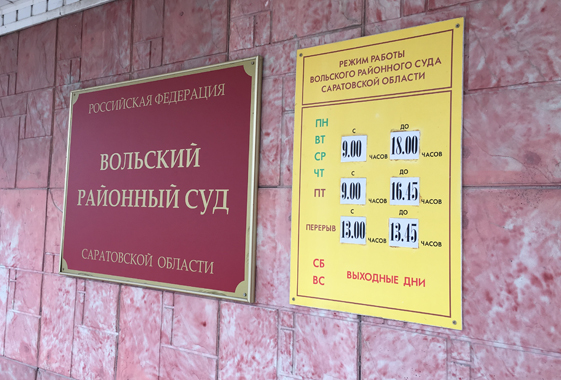 РОССИЙСКАЯ ФЕДЕРАЦИЯ
ВОЛЬСКИЙ
РАЙОННЫЙ СУД
САРАТОВСКОЙ ОБЛАСТИ
РЕЖИМ РАБОТЫ
ВОЛЬСКОГО РАЙОННОГО СУДА
САРАТОВСКОЙ ОБЛАСТИ
ПН
ВТ
СР
ЧТ
С ДО
9.00 ЧАСОВ 18.00 ЧАСОВ
С ДО
ПТ 9.00 ЧАСОВ 16.45 ЧАСОВ
С ДО
ПЕРЕРЫВ 13.00 ЧАСОВ 13.45 ЧАСОВ
СБ
ВС
ВЫХОДНЫЕ ДНИ